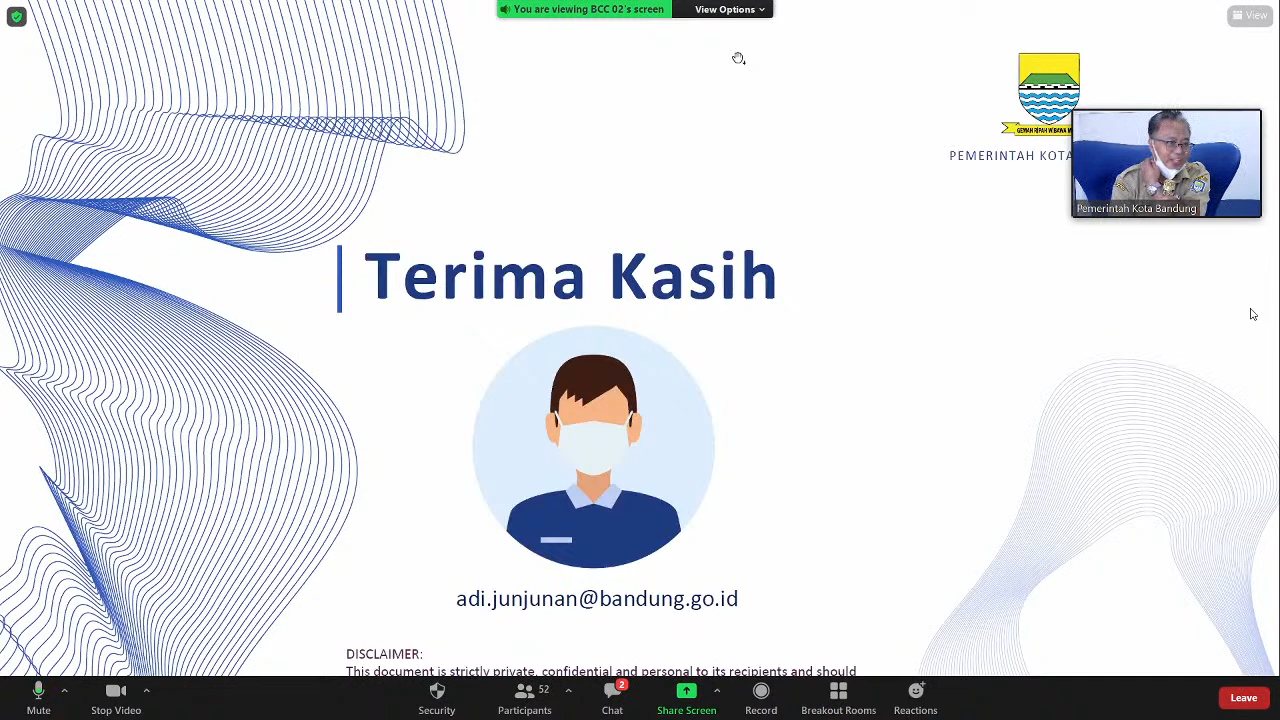 You are viewing BCC 02's screen
View Options
View
PEMERINTAH KOTA
Pemerintah Kota Bandung
Terima Kasih
adi.junjunan@bandung.go.id
DISCLAIMER:
This document is strictly private, confidential and personal to its recipients and should
Mute
Stop Video
Security
Participants
52
Chat
2
Share Screen
Record
Breakout Rooms
Reactions
Leave